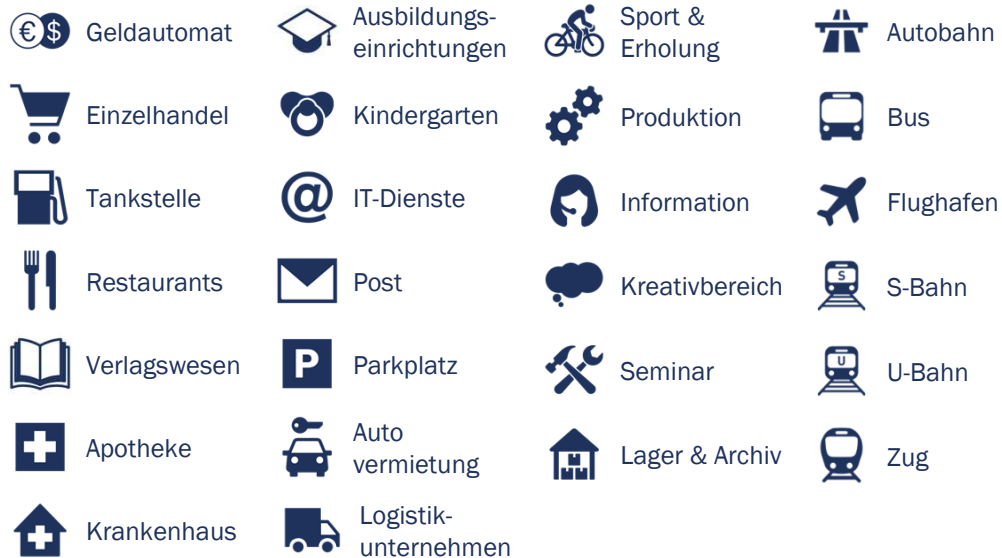 €$ Geldautomat
Einzelhandel
Tankstelle
Restaurants
Verlagswesen
Apotheke
Krankenhaus
Ausbildungs-
einrichtungen
Kindergarten
@ IT-Dienste
Post
P Parkplatz
Auto
vermietung
Logistik-
unternehmen
Sport &
Erholung
Produktion
Information
Kreativbereich
Seminar
Lager & Archiv
Autobahn
Bus
Flughafen
S S-Bahn
U U-Bahn
Zug